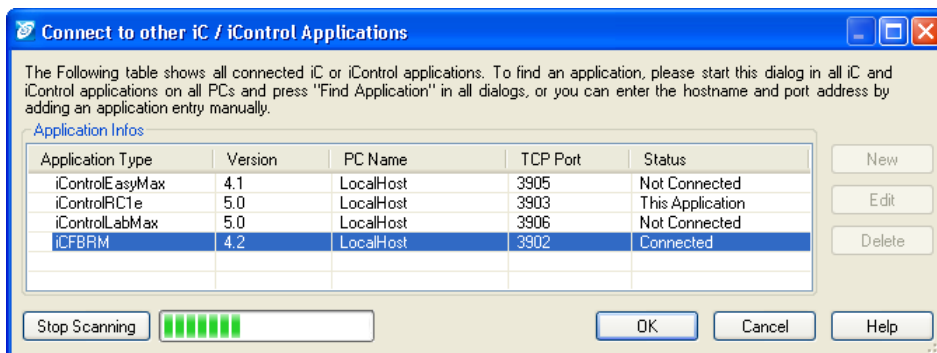 Connect to other iC / iControl Applications
The Following table shows all connected iC or iControl applications. To find an application, please start this dialog in all iC and
iControl applications on all PCs and press "Find Application" in all dialogs, or you can enter the hostname and port address by
adding an application entry manually.
Application Infos
Application Type Version PC Name TCP Port Status
iControlEasyMax 4.1 LocalHost 3905 Not Connected
iControlRC1e 5.0 LocalHost 3903 This Application
iControlLabMax 5.0 LocalHost 3906 Not Connected
iCFBRM 4.2 LocalHost 3902 Connected
New
Edit
Delete
Stop Scanning OK Cancel Help